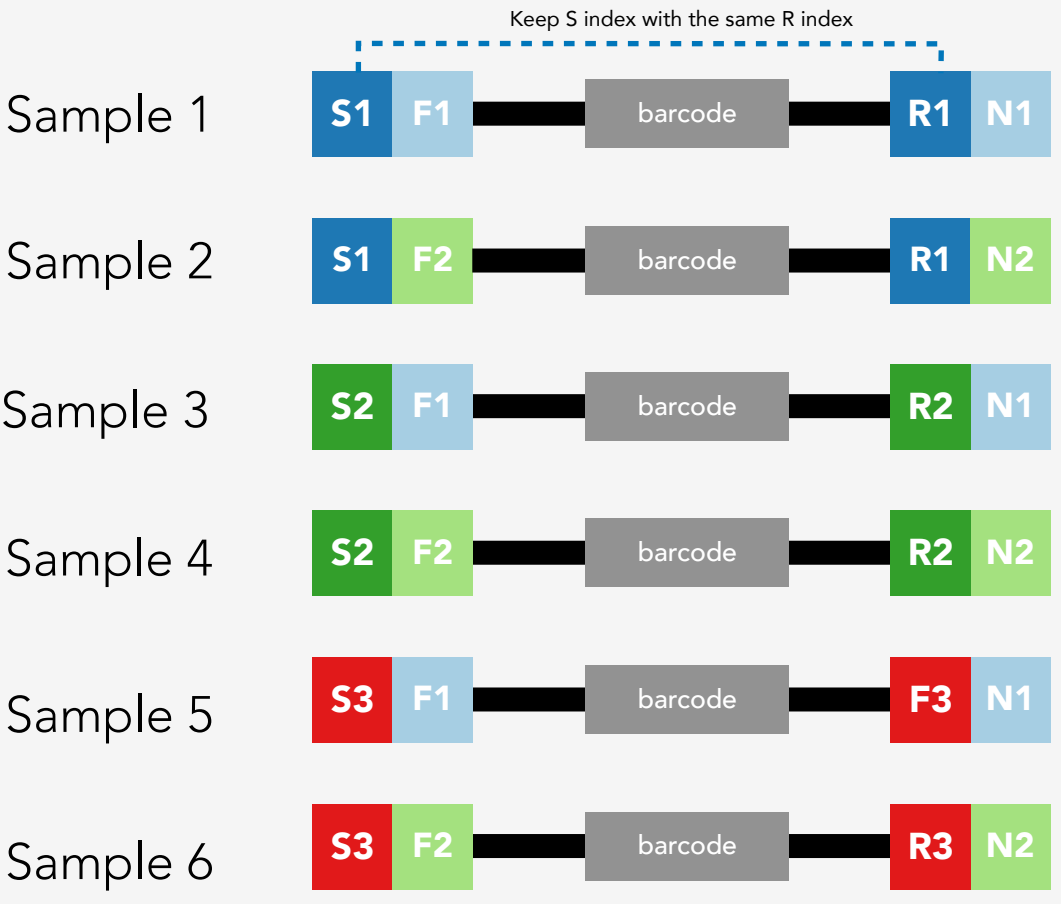 Keep S index with the same R index
Sample 1 S1 F1 barcode R1 N1
Sample 2 S1 F2 barcode R1 N2
Sample 3 S2 F1 barcode R2 N1
Sample 4 S2 F2 barcode R2 N2
Sample 5 S3 F1 barcode F3 N1
Sample 6 S3 F2 barcode R3 N2